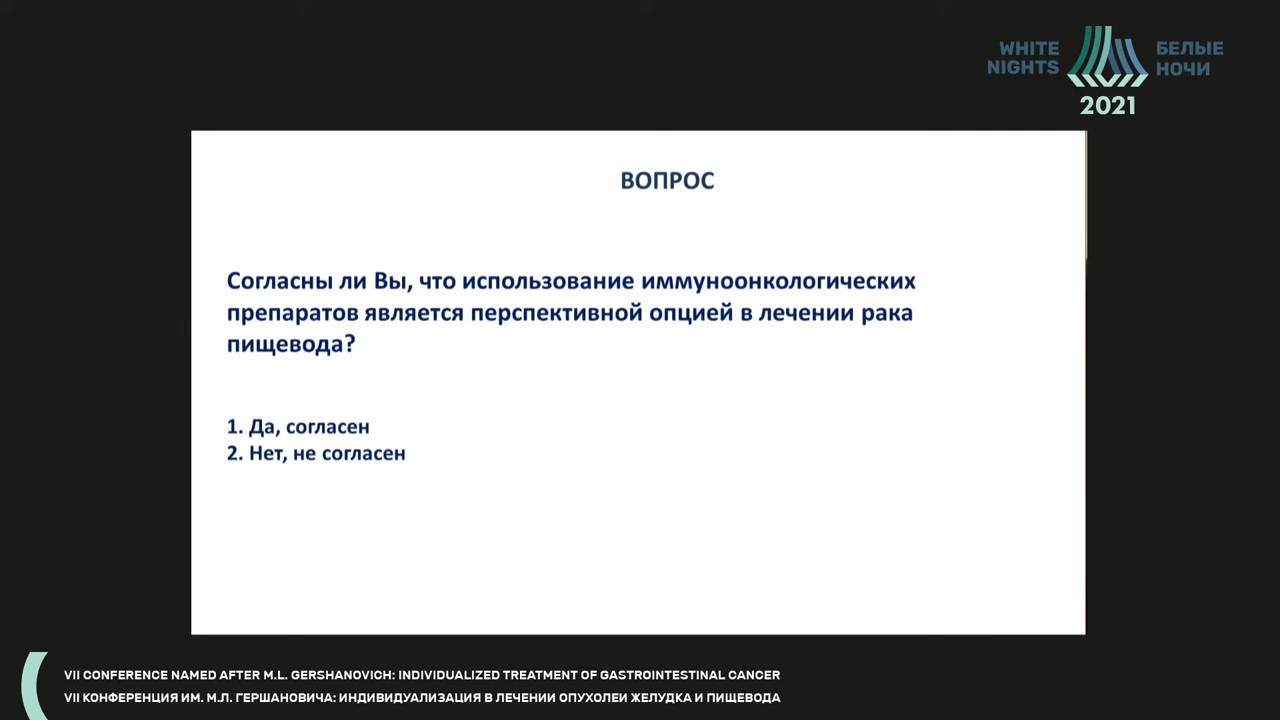 WHITE
NIGHTS
БЕЛЫЕ
НОЧИ
2021
ВОПРОС
Согласны ли Вы, что использование иммуноонкологических
препаратов является перспективной опцией в лечении рака
пищевода?
1. Да, согласен
2. Нет, не согласен
VII CONFERENCE NAMED AFTER M.L. GERSHANOVICH: INDIVIDUALIZED TREATMENT OF GASTROINTESTINAL CANCER
VII КОНФЕРЕНЦИЯ ИМ. М.Л. ГЕРШАНОВИЧА: ИНДИВИДУАЛИЗАЦИЯ В ЛЕЧЕНИИ ОПУХОЛЕИ ЖЕЛУДКА И ПИЩЕВОДА